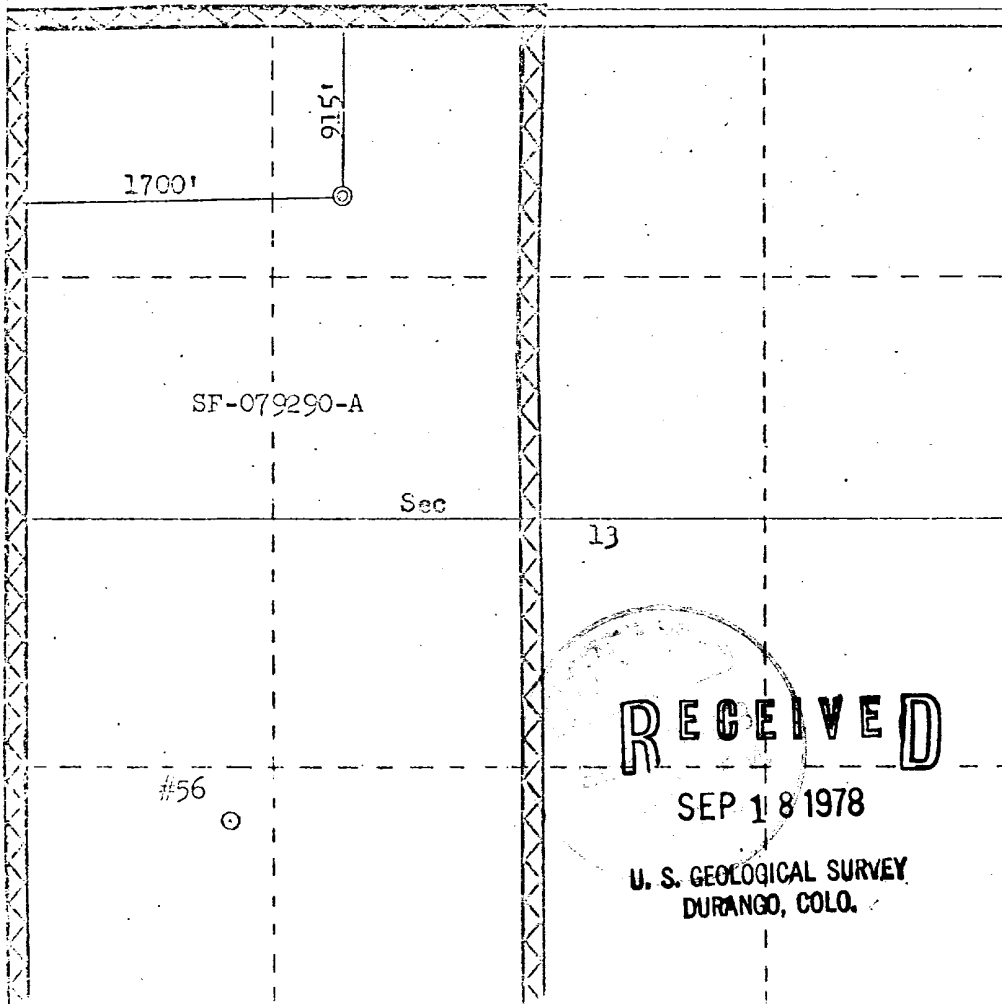 915'
1700'
SF-079290-A
Sec
13
#56
RECEIVED
SEP 18 1978
U. S. GEOLOGICAL SURVEY
DURANGO, COLO.